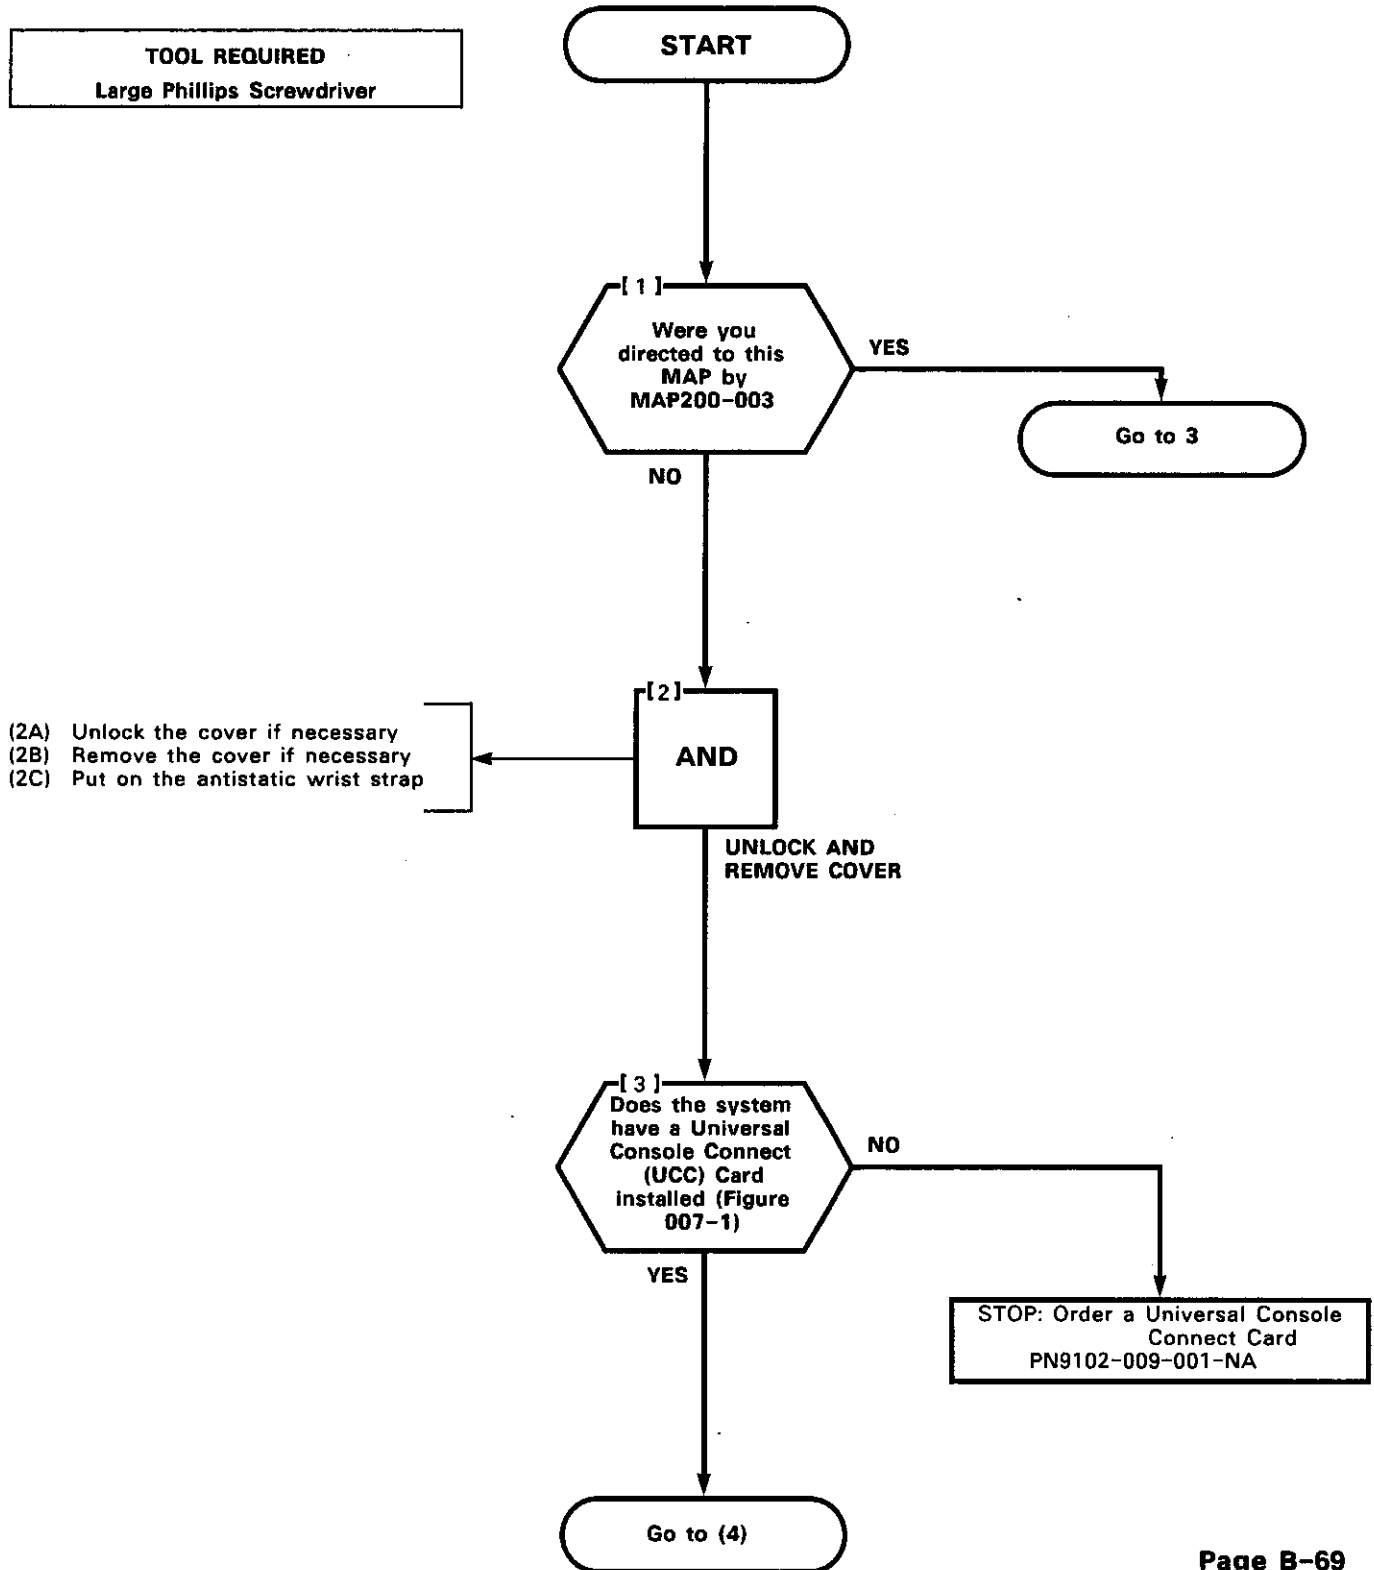 TOOL REQUIRED
Large Phillips Screwdriver
START
[1]
Were you
directed to this
MAP by
MAP200-003
YES
Go to 3
NO
[2]
AND
(2A) Unlock the cover if necessary
(2B) Remove the cover if necessary
(2C) Put on the antistatic wrist strap
UNLOCK AND
REMOVE COVER
[3]
Does the system
have a Universal
Console Connect
(UCC) Card
installed (Figure
007-1)
NO
STOP: Order a Universal Console
Connect Card
PN9102-009-001-NA
YES
Go to (4)
Page B-69